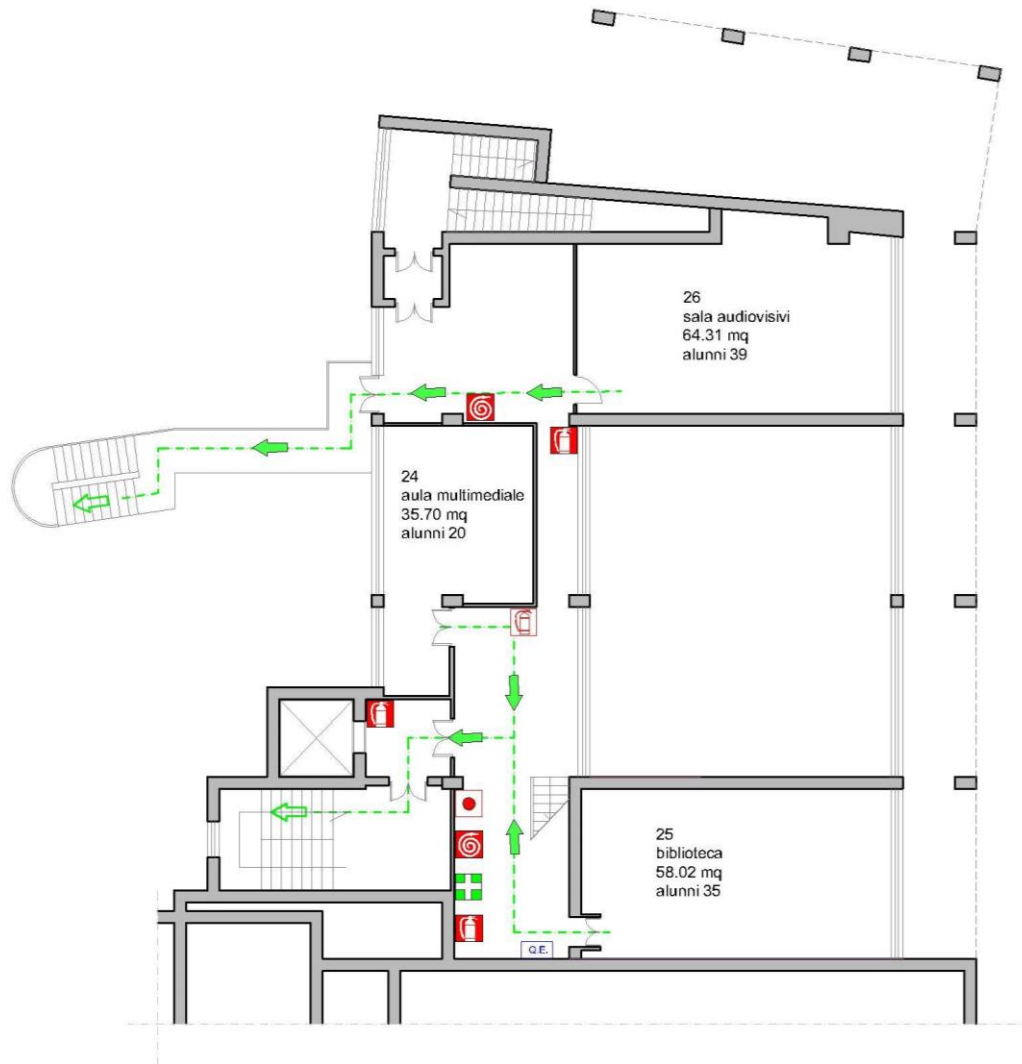 26
sala audiovisivi
64.31 mq
alunni 39
24
aula multimediale
35.70 mq
alunni 20
25
biblioteca
58.02 mq
alunni 35
Q.E.